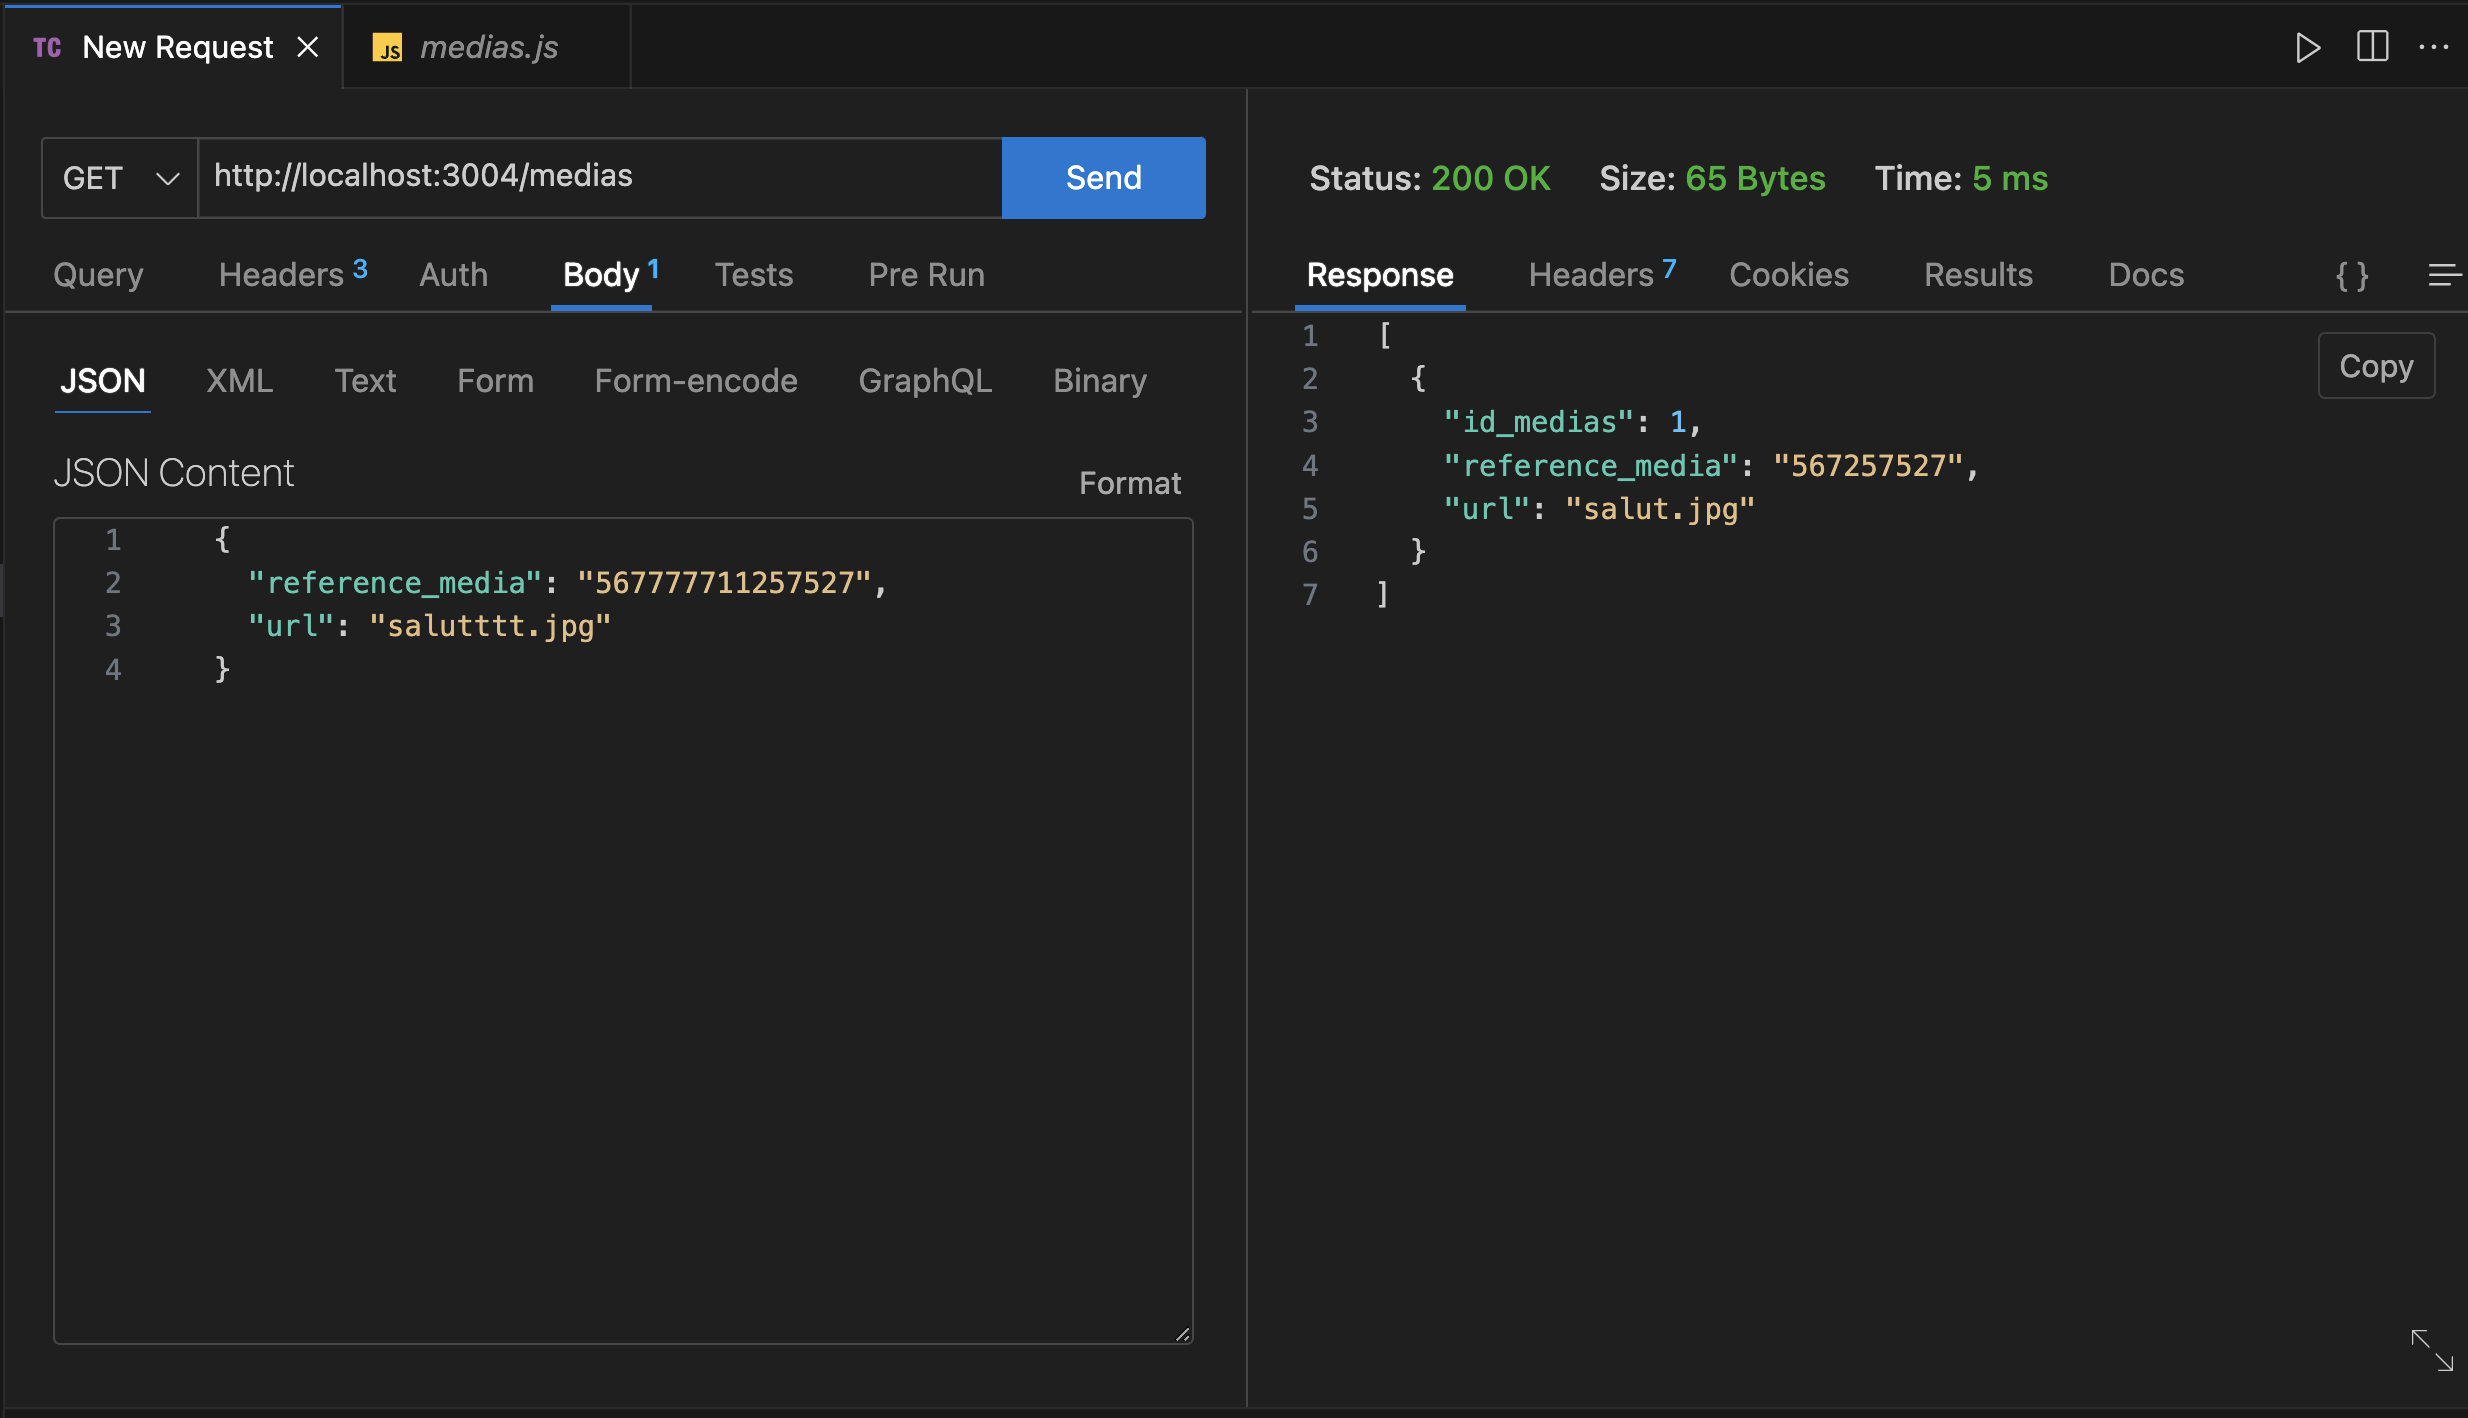 TC New Request
JS medias.js
GET http://localhost:3004/medias Send
Query Headers 3 Auth Body 1 Tests Pre Run
JSON XML Text Form Form-encode GraphQL Binary
JSON Content
Format
1 {
2 "reference_media": "567777711257527",
3 "url": "salutttt.jpg"
4 }
Status: 200 OK Size: 65 Bytes Time: 5 ms
Response Headers 7 Cookies Results Docs {}
Copy
1 [
2 {
3 "id_medias": 1,
4 "reference_media": "567257527",
5 "url": "salut.jpg"
6 }
7 ]